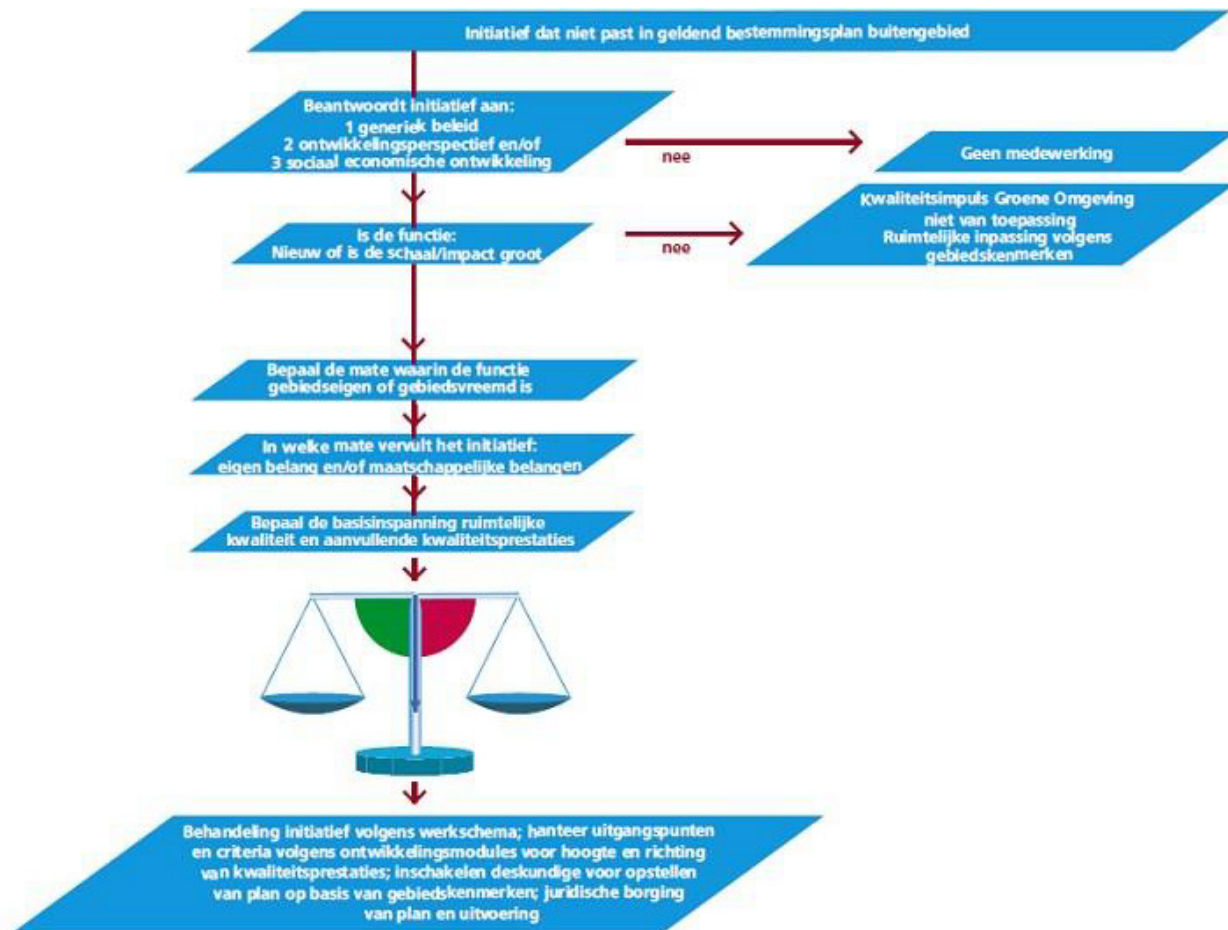 Initiatief dat niet past in geldend bestemmingsplan buitengebied
Beantwoordt initiatief aan:
1 generiek beleid
2 ontwikkelingsperspectief en/of
3 sociaal economische ontwikkeling
nee
Geen medewerking
Is de functie:
Nieuw of is de schaal/impact groot
nee
Kwaliteitsimpuls Groene Omgeving
niet van toepassing
Ruimtelijke inpassing volgens
gebiedskenmerken
Bepaal de mate waarin de functie
gebiedseigen of gebiedsvreemd is
In welke mate vervult het initiatief:
eigen belang en/of maatschappelijke belangen
Bepaal de basisinspanning ruimtelijke
kwaliteit en aanvullende kwaliteitsprestaties
Behandeling initiatief volgens werkschema; hanteer uitgangspunten
en criteria volgens ontwikkelingsmodules voor hoogte en richting
van kwaliteitsprestaties; inschakelen deskundige voor opstellen
van plan op basis van gebiedskenmerken; juridische borging
van plan en uitvoering